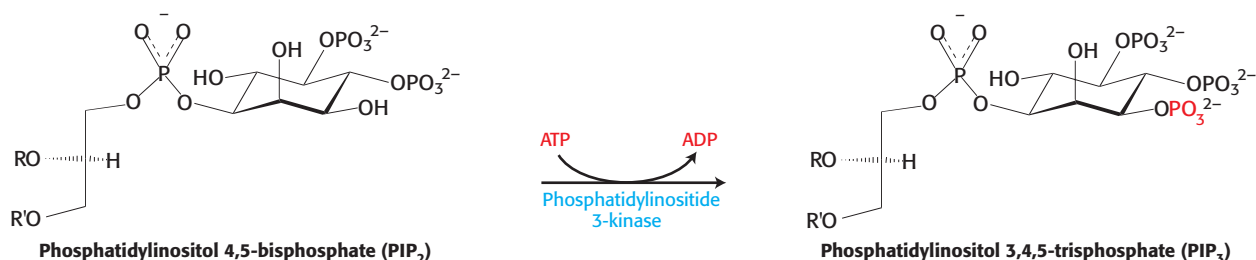 O − O
P
O O
HO
OH
OPO₃²⁻
OPO₃²⁻
OH
RO H
R'O
Phosphatidylinositol 4,5-bisphosphate (PIP₂)
ATP ADP
Phosphatidylinositide
3-kinase
O − O
P
O O
HO
OH
OPO₃²⁻
OPO₃²⁻
OPO₃²⁻
RO H
R'O
Phosphatidylinositol 3,4,5-trisphosphate (PIP₃)